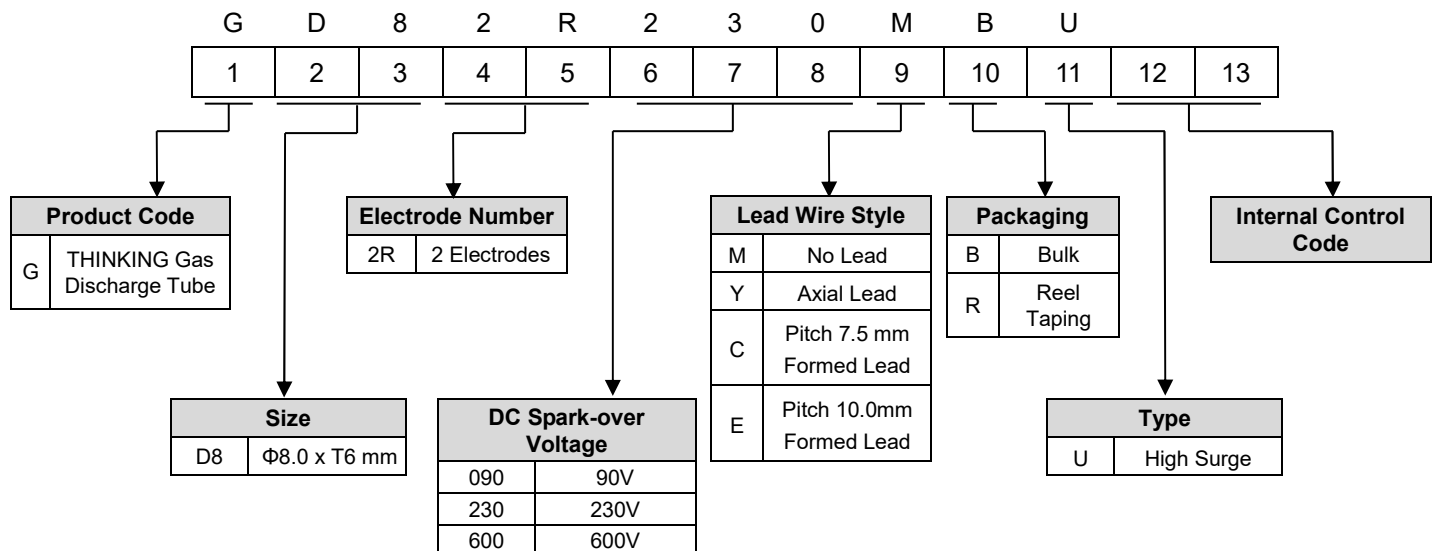 G D 8 2 R 2 3 0 M B U
1 2 3 4 5 6 7 8 9 10 11 12 13
Product Code
G THINKING Gas
Discharge Tube
Electrode Number
2R 2 Electrodes
Lead Wire Style
M No Lead
Y Axial Lead
C Pitch 7.5 mm
Formed Lead
E Pitch 10.0mm
Formed Lead
Packaging
B Bulk
R Reel
Taping
Internal Control
Code
Size
D8 Φ8.0 x T6 mm
DC Spark-over
Voltage
090 90V
230 230V
600 600V
Type
U High Surge